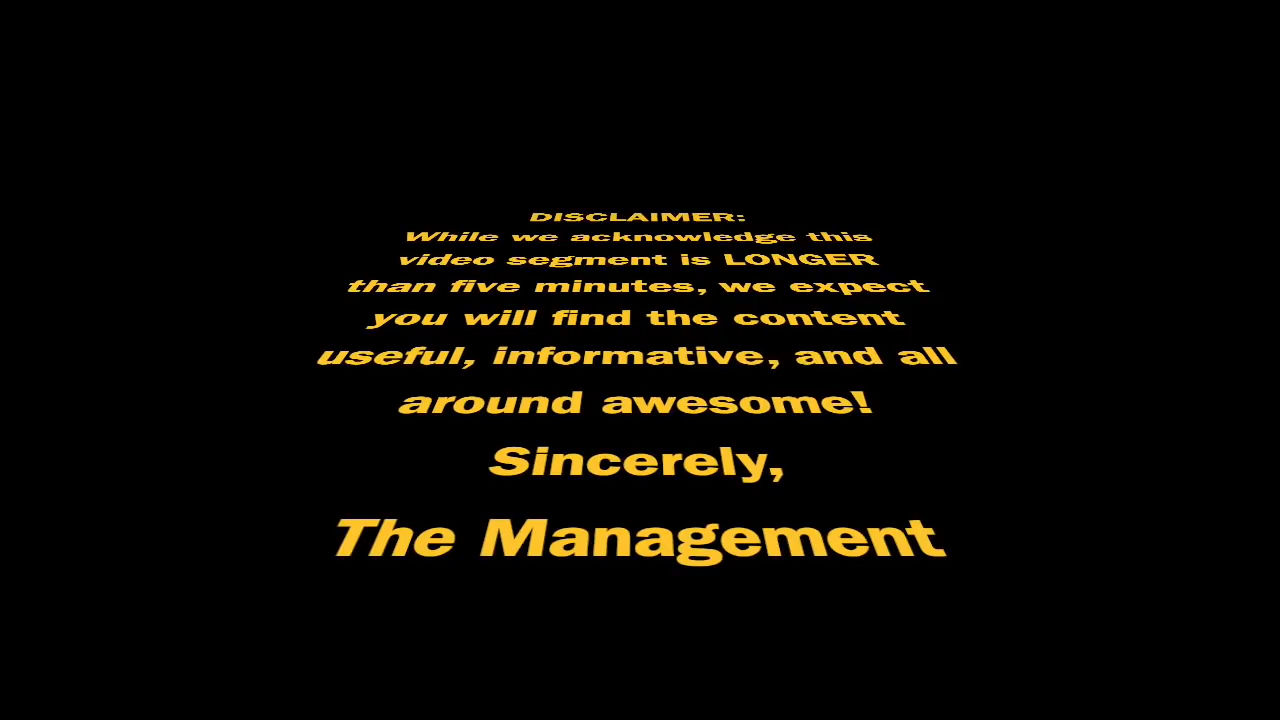 DISCLAIMER:
While we acknowledge this
video segment is LONGER
than five minutes, we expect
you will find the content
useful, informative, and all
around awesome!
Sincerely,
The Management